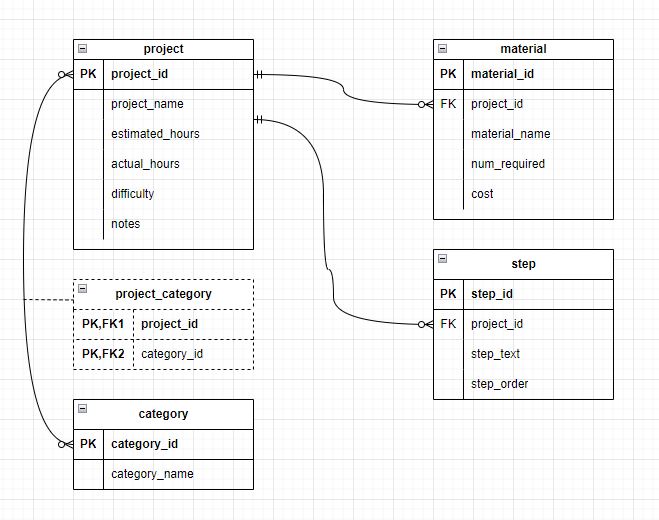 project
PK project_id
project_name
estimated_hours
actual_hours
difficulty
notes
material
PK material_id
FK project_id
material_name
num_required
cost
project_category
PK,FK1 project_id
PK,FK2 category_id
step
PK step_id
FK project_id
step_text
step_order
category
PK category_id
category_name